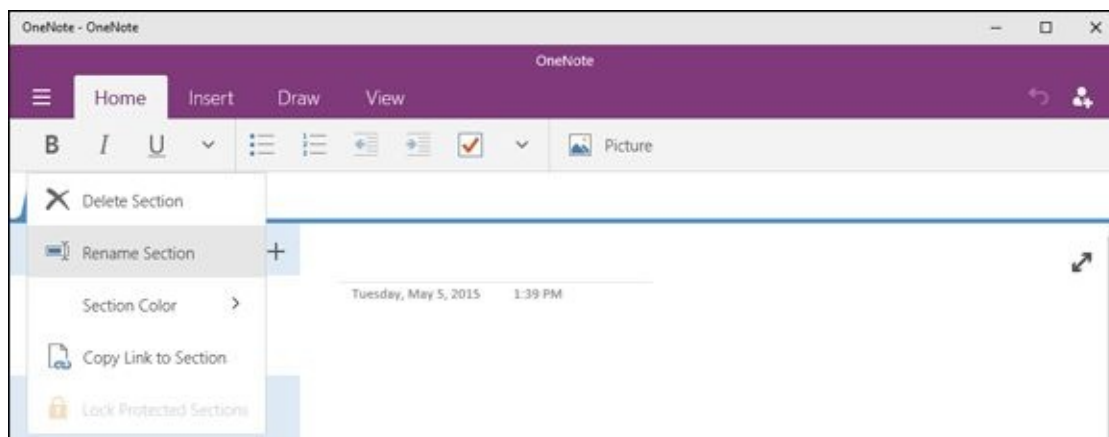 OneNote - OneNote
OneNote
Home Insert Draw View
B I U Picture
Delete Section
Rename Section
Tuesday, May 5, 2015 1:39 PM
Section Color
Copy Link to Section
Lock Protected Sections